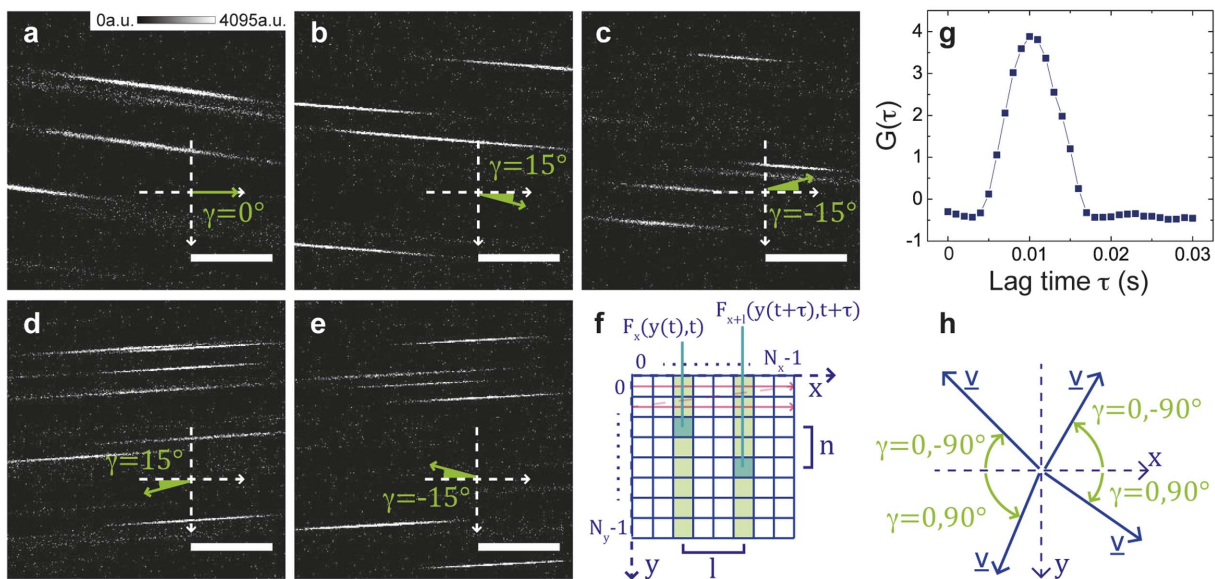 0a.u. 4095a.u.
a
γ=0°
b
γ=15°
c
γ=-15°
g
G(τ)
4
3
2
1
0
-1
0 0.01 0.02 0.03
Lag time τ (s)
d
γ=15°
e
γ=-15°
f
Fₓ(y(t),t) Fₓ₊ₗ(y(t+τ),t+τ)
0 Nₓ-1
x
0
n
Nᵧ-1
y
l
h
v v
γ=0,-90° γ=0,-90°
x
γ=0,90° γ=0,90°
v v
y